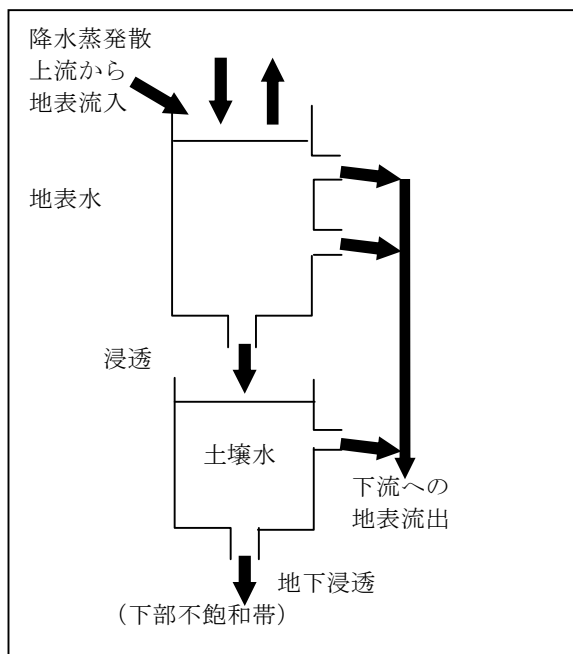 降水蒸発散
上流から
地表流入
地表水
浸透
土壌水
下流への
地表流出
地下浸透
（下部不飽和帯）